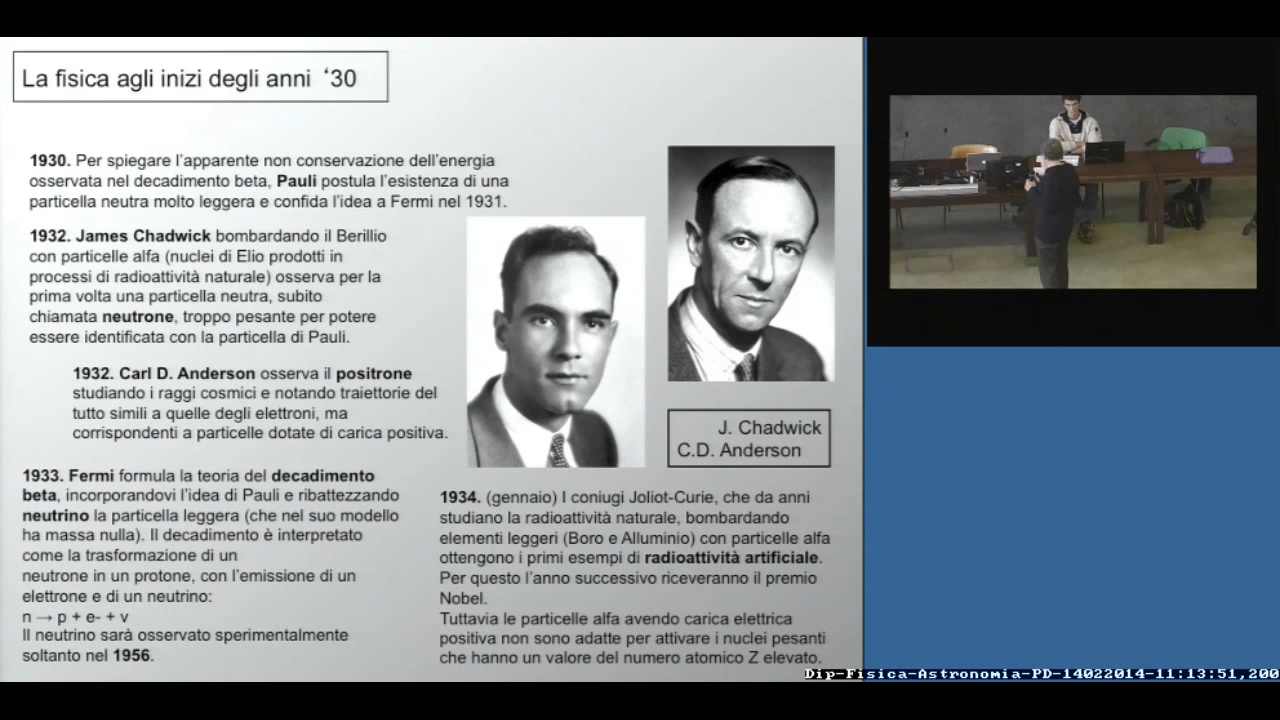 La fisica agli inizi degli anni ‘30
1930. Per spiegare l’apparente non conservazione dell’energia
osservata nel decadimento beta, Pauli postula l’esistenza di una
particella neutra molto leggera e confida l’idea a Fermi nel 1931.
1932. James Chadwick bombardando il Berillio
con particelle alfa (nuclei di Elio prodotti in
processi di radioattività naturale) osserva per la
prima volta una particella neutra, subito
chiamata neutrone, troppo pesante per potere
essere identificata con la particella di Pauli.
1932. Carl D. Anderson osserva il positrone
studiando i raggi cosmici e notando traiettorie del
tutto simili a quelle degli elettroni, ma
corrispondenti a particelle dotate di carica positiva.
J. Chadwick
C.D. Anderson
1933. Fermi formula la teoria del decadimento
beta, incorporandovi l’idea di Pauli e ribattezzando
neutrino la particella leggera (che nel suo modello
ha massa nulla). Il decadimento è interpretato
come la trasformazione di un
neutrone in un protone, con l’emissione di un
elettrone e di un neutrino:
n → p + e- + ν
Il neutrino sarà osservato sperimentalmente
soltanto nel 1956.
1934. (gennaio) I coniugi Joliot-Curie, che da anni
studiano la radioattività naturale, bombardando
elementi leggeri (Boro e Alluminio) con particelle alfa
ottengono i primi esempi di radioattività artificiale.
Per questo l’anno successivo riceveranno il premio
Nobel.
Tuttavia le particelle alfa avendo carica elettrica
positiva non sono adatte per attivare i nuclei pesanti
che hanno un valore del numero atomico Z elevato.
Dip-Fisica-Astronomia-PD-14022014-11:13:51,200